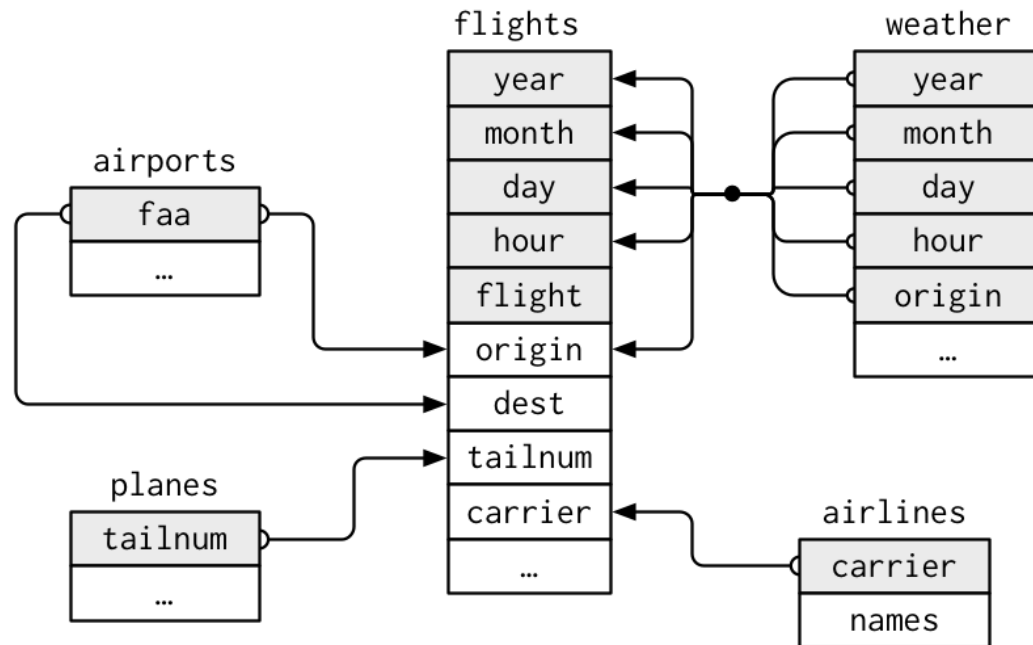 flights
year
month
day
hour
flight
origin
dest
tailnum
carrier
…
weather
year
month
day
hour
origin
…
airports
faa
…
planes
tailnum
…
airlines
carrier
names